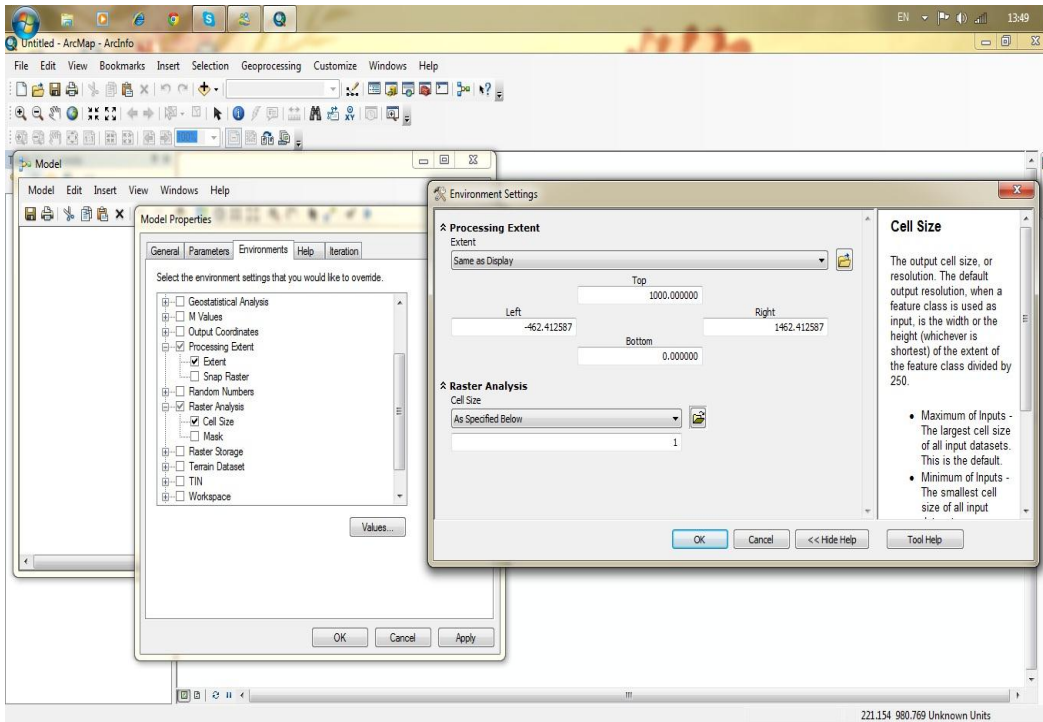 EN 13:49
Untitled - ArcMap - ArcInfo
File Edit View Bookmarks Insert Selection Geoprocessing Customize Windows Help
100%
Model
Model Edit Insert View Windows Help
Model Properties
General Parameters Environments Help Iteration
Select the environment settings that you would like to override.
Geostatistical Analysis
M Values
Output Coordinates
Processing Extent
Extent
Snap Raster
Random Numbers
Raster Analysis
Cell Size
Mask
Raster Storage
Terrain Dataset
TIN
Workspace
Values...
OK Cancel Apply
Environment Settings
Processing Extent
Extent
Same as Display
Top
1000.000000
Left Right
-462.412587 1462.412587
Bottom
0.000000
Raster Analysis
Cell Size
As Specified Below
1
OK Cancel << Hide Help Tool Help
Cell Size
The output cell size, or
resolution. The default
output resolution, when a
feature class is used as
input, is the width or the
height (whichever is
shortest) of the extent of
the feature class divided by
250.
• Maximum of Inputs -
The largest cell size
of all input datasets.
This is the default.
• Minimum of Inputs -
The smallest cell
size of all input
221.154 980.769 Unknown Units